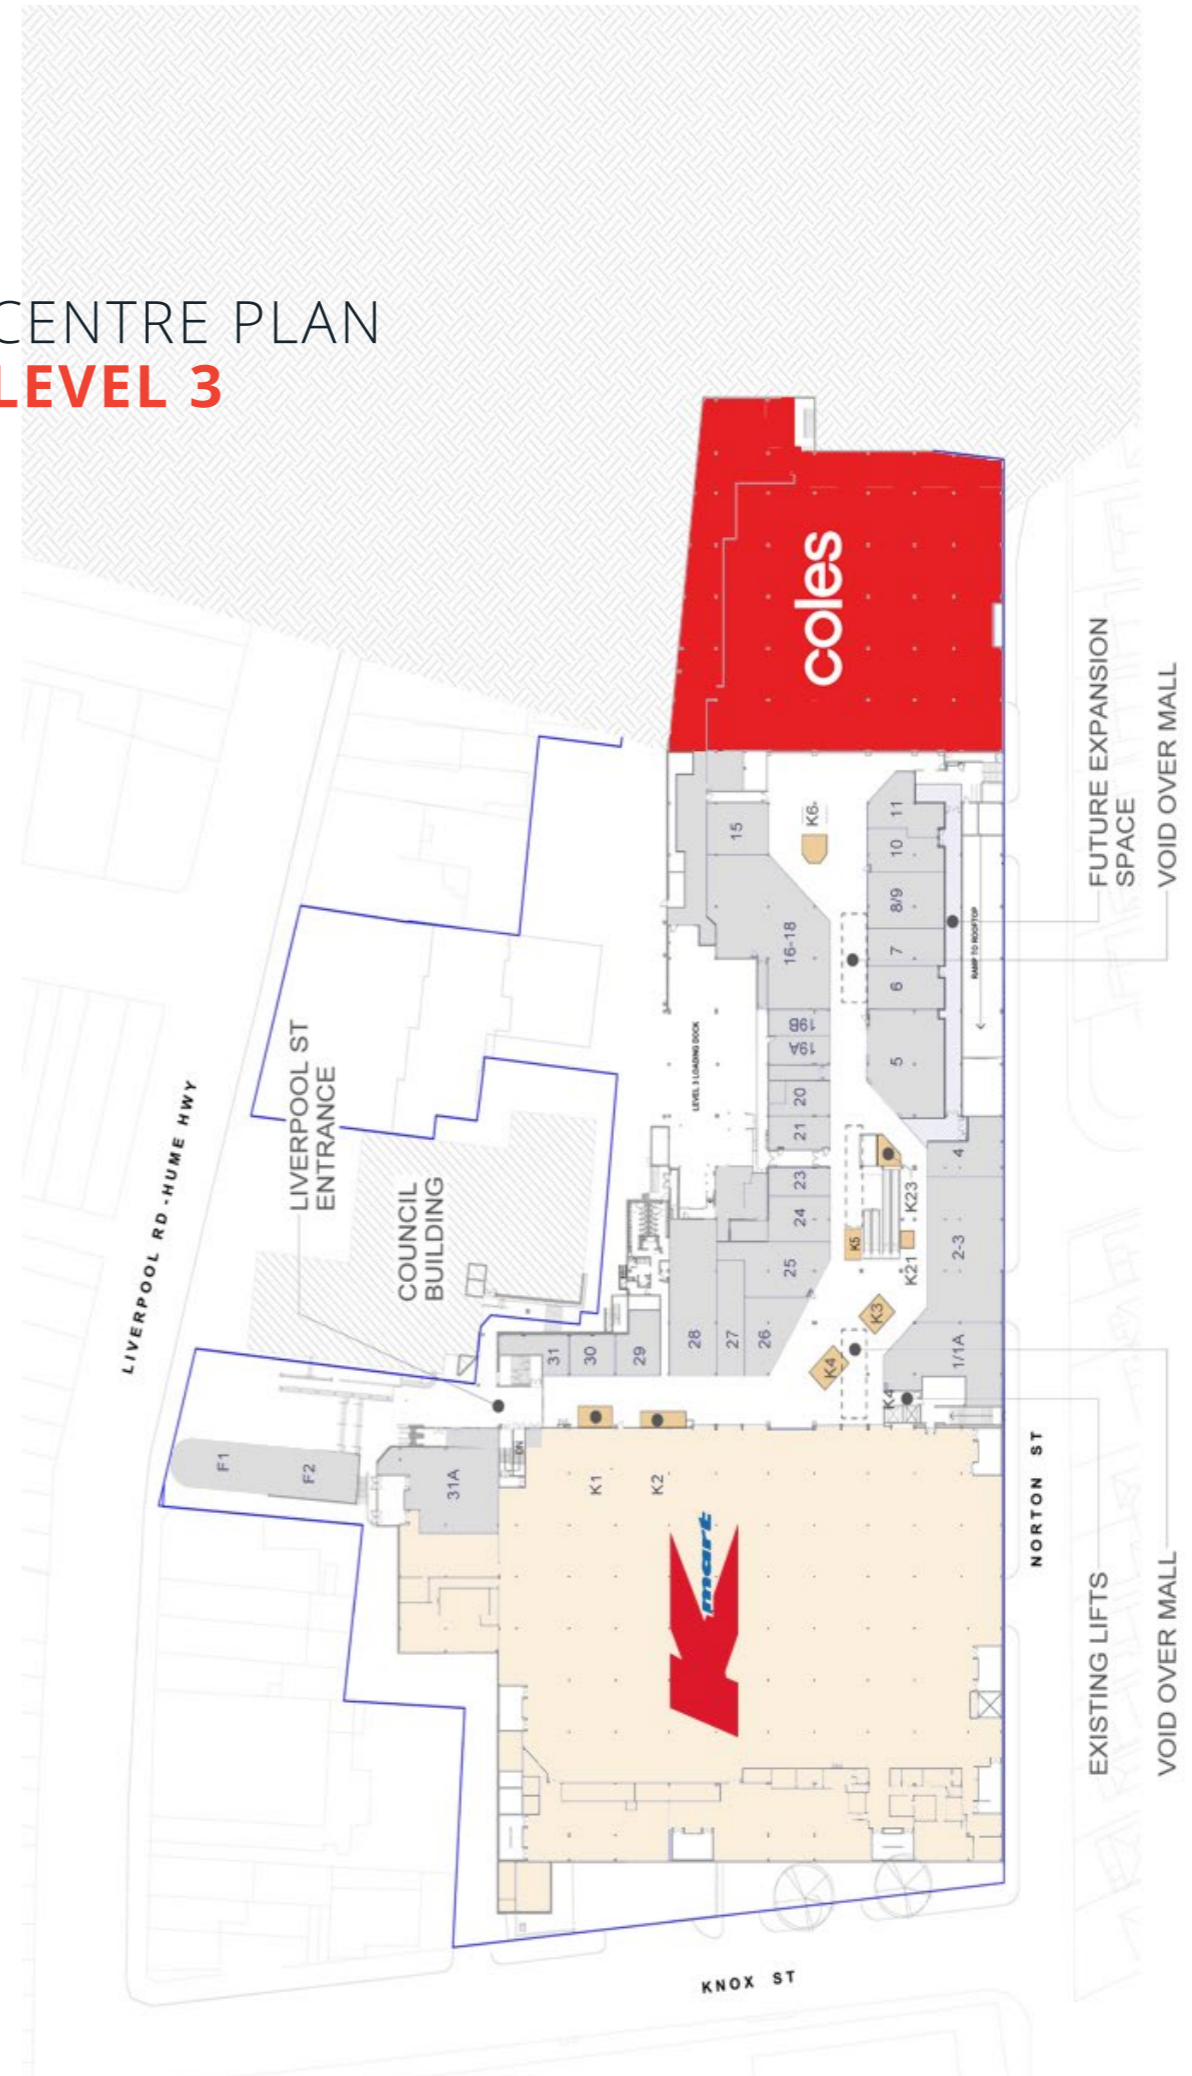 CENTRE PLAN
LEVEL 3
coles
FUTURE EXPANSION
SPACE
VOID OVER MALL
K6
15
11
10
8/9
7
6
5
RAMP TO ROOFTOP
16-18
19B
19A
20
21
23
24
25
26
27
28
29
30
31
LEVEL 3 LOADING DOCK
LIVERPOOL ST
ENTRANCE
COUNCIL
BUILDING
LIVERPOOL RD-HUME HWY
4
2-3
1/1A
K23
K21
K5
K3
K4
K4
F1
F2
31A
DN
K1
K2
mart
NORTON ST
EXISTING LIFTS
VOID OVER MALL
KNOX ST